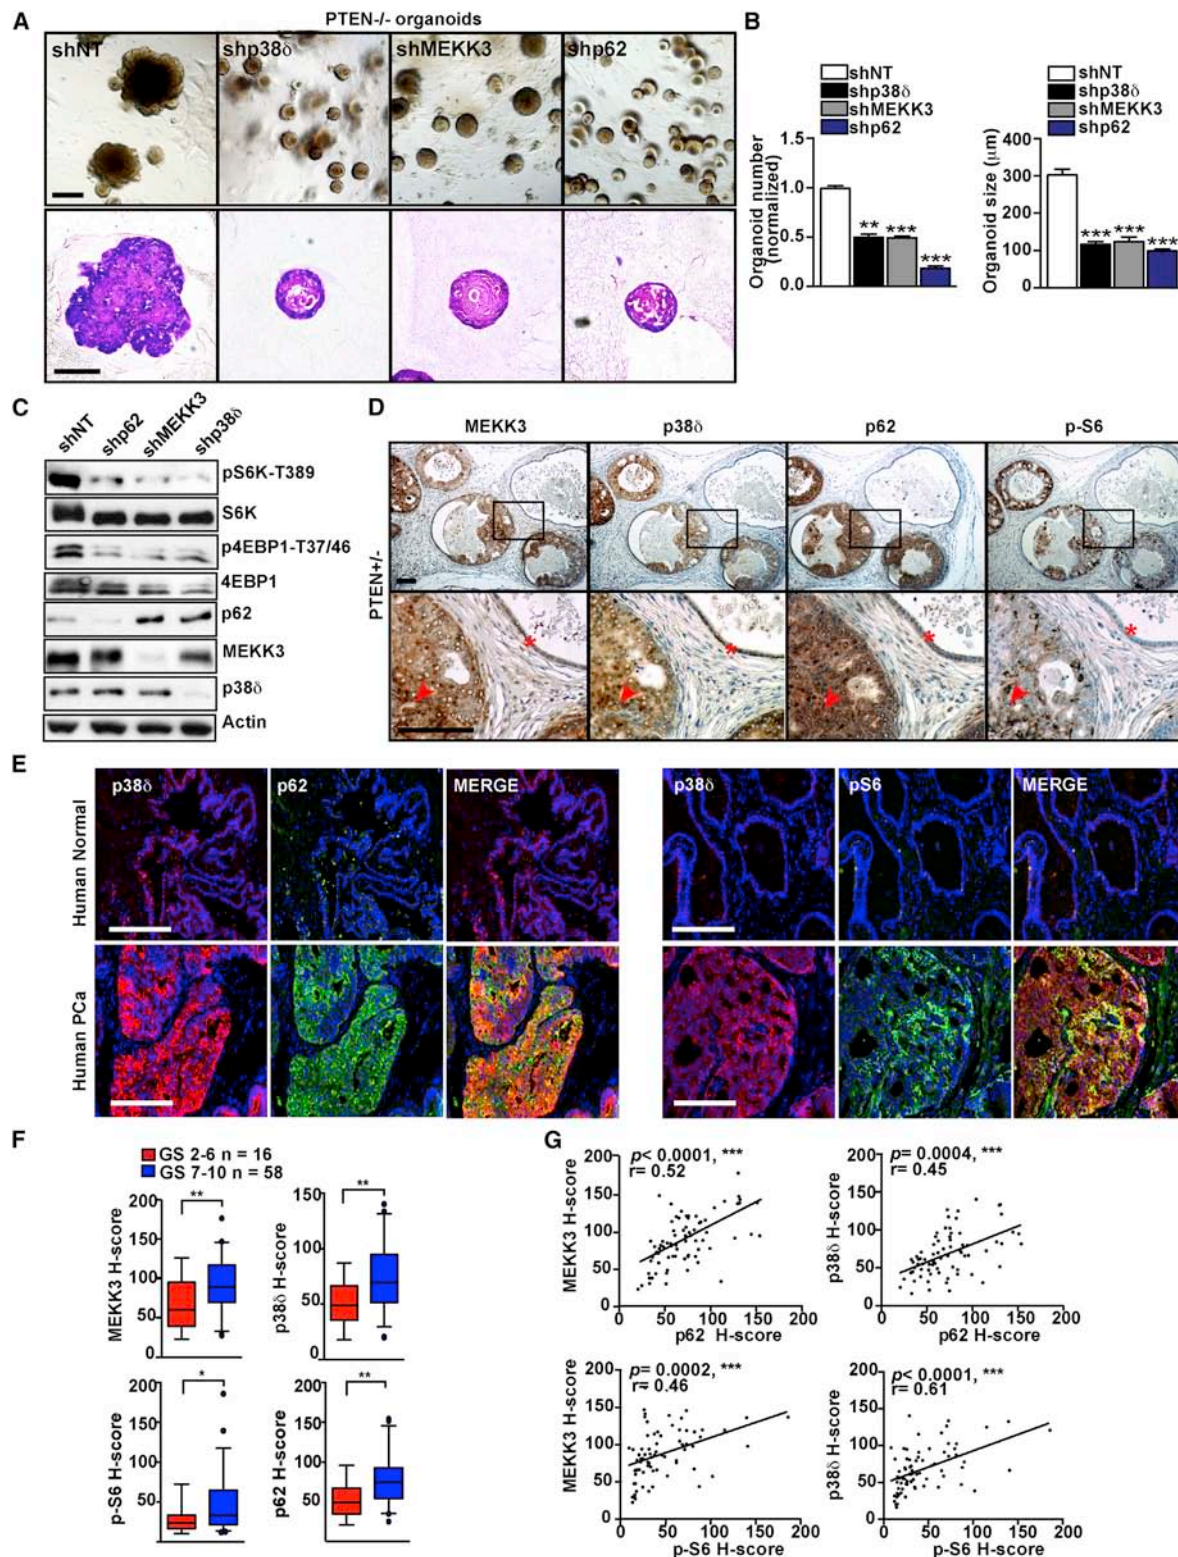 A
PTEN-/- organoids
shNT
shp38δ
shMEKK3
shp62
B
shNT
shp38δ
shMEKK3
shp62
Organoid number
(normalized)
1.0
0.5
0.0
** *** ***
shNT
shp38δ
shMEKK3
shp62
Organoid size (μm)
400
300
200
100
0
*** *** ***
C
shNT
shp62
shMEKK3
shp38δ
pS6K-T389
S6K
p4EBP1-T37/46
4EBP1
p62
MEKK3
p38δ
Actin
D
MEKK3
p38δ
p62
p-S6
PTEN+/-
* * * *
E
p38δ
p62
MERGE
p38δ
pS6
MERGE
Human Normal
Human PCa
F
GS 2-6 n = 16
GS 7-10 n = 58
MEKK3 H-score
200
150
100
50
0
**
p38δ H-score
150
100
50
0
**
p-S6 H-score
200
150
100
50
*
p62 H-score
200
150
100
50
**
G
p< 0.0001, ***
r= 0.52
MEKK3 H-score
200
150
100
50
0
0 50 100 150 200
p62 H-score
p= 0.0004, ***
r= 0.45
p38δ H-score
200
150
100
50
0
0 50 100 150 200
p62 H-score
p= 0.0002, ***
r= 0.46
MEKK3 H-score
200
150
100
50
0
0 50 100 150 200
p-S6 H-score
p< 0.0001, ***
r= 0.61
p38δ H-score
200
150
100
50
0
0 50 100 150 200
p-S6 H-score